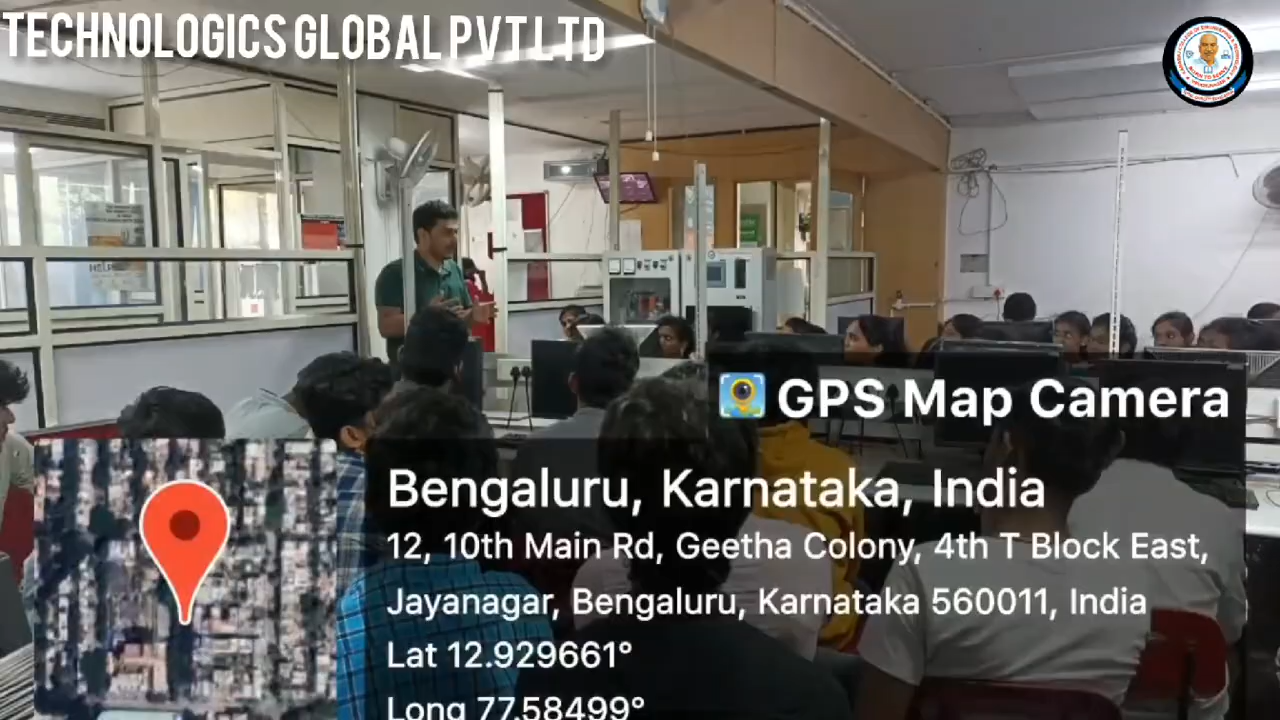 TECHNOLOGICS GLOBAL PVT LTD
GPS Map Camera
Bengaluru, Karnataka, India
12, 10th Main Rd, Geetha Colony, 4th T Block East,
Jayanagar, Bengaluru, Karnataka 560011, India
Lat 12.929661°
Long 77.58499°